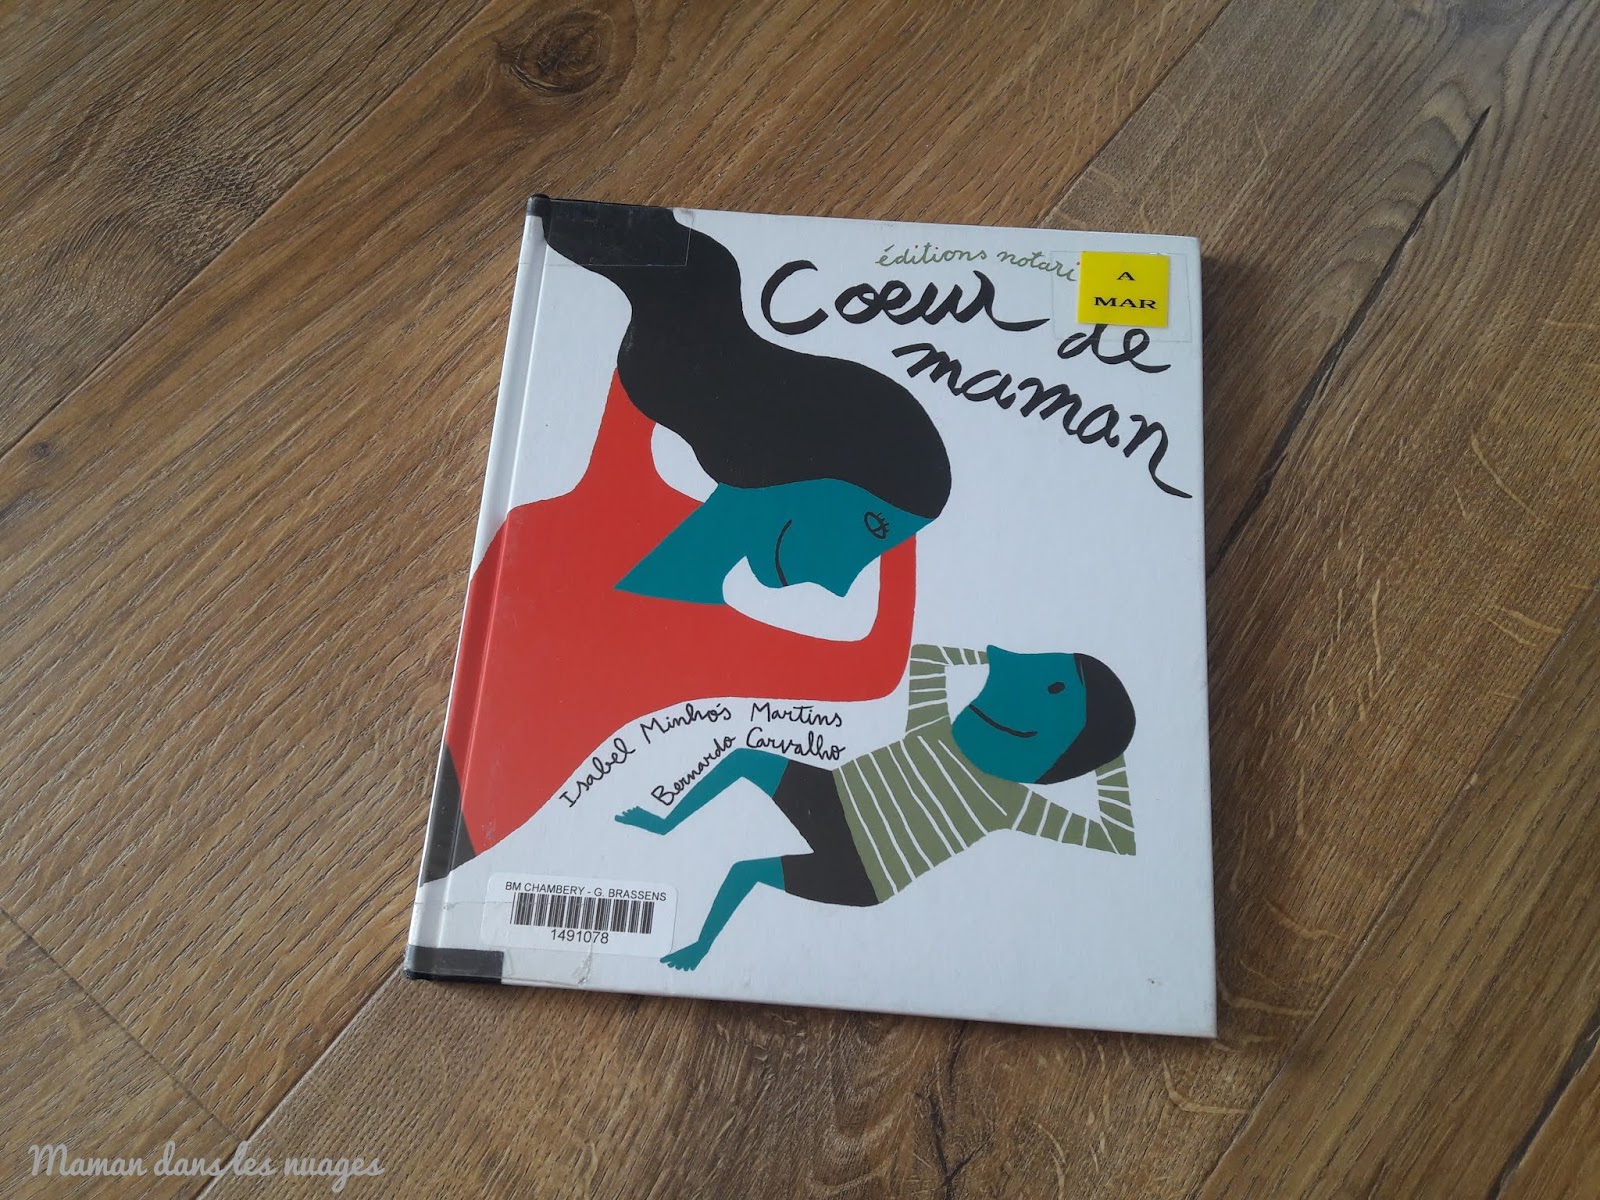 éditions notari
A
MAR
Coeur de
maman
Isabel Minhós Martins
Bernardo Carvalho
BM CHAMBERY - G. BRASSENS
1491078
Maman dans les nuages